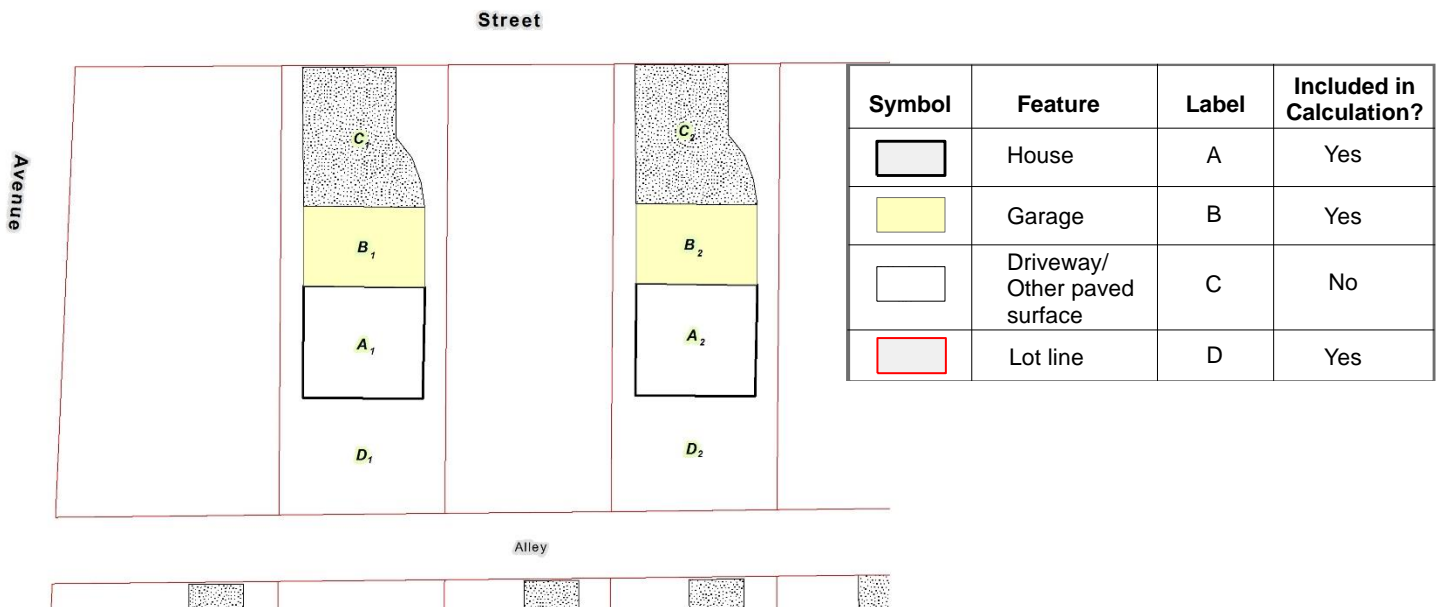 Street
Avenue
C1
C2
B1
B2
A1
A2
D1
D2
Alley
Symbol Feature Label Included in
Calculation?
House A Yes
Garage B Yes
Driveway/
Other paved
surface C No
Lot line D Yes